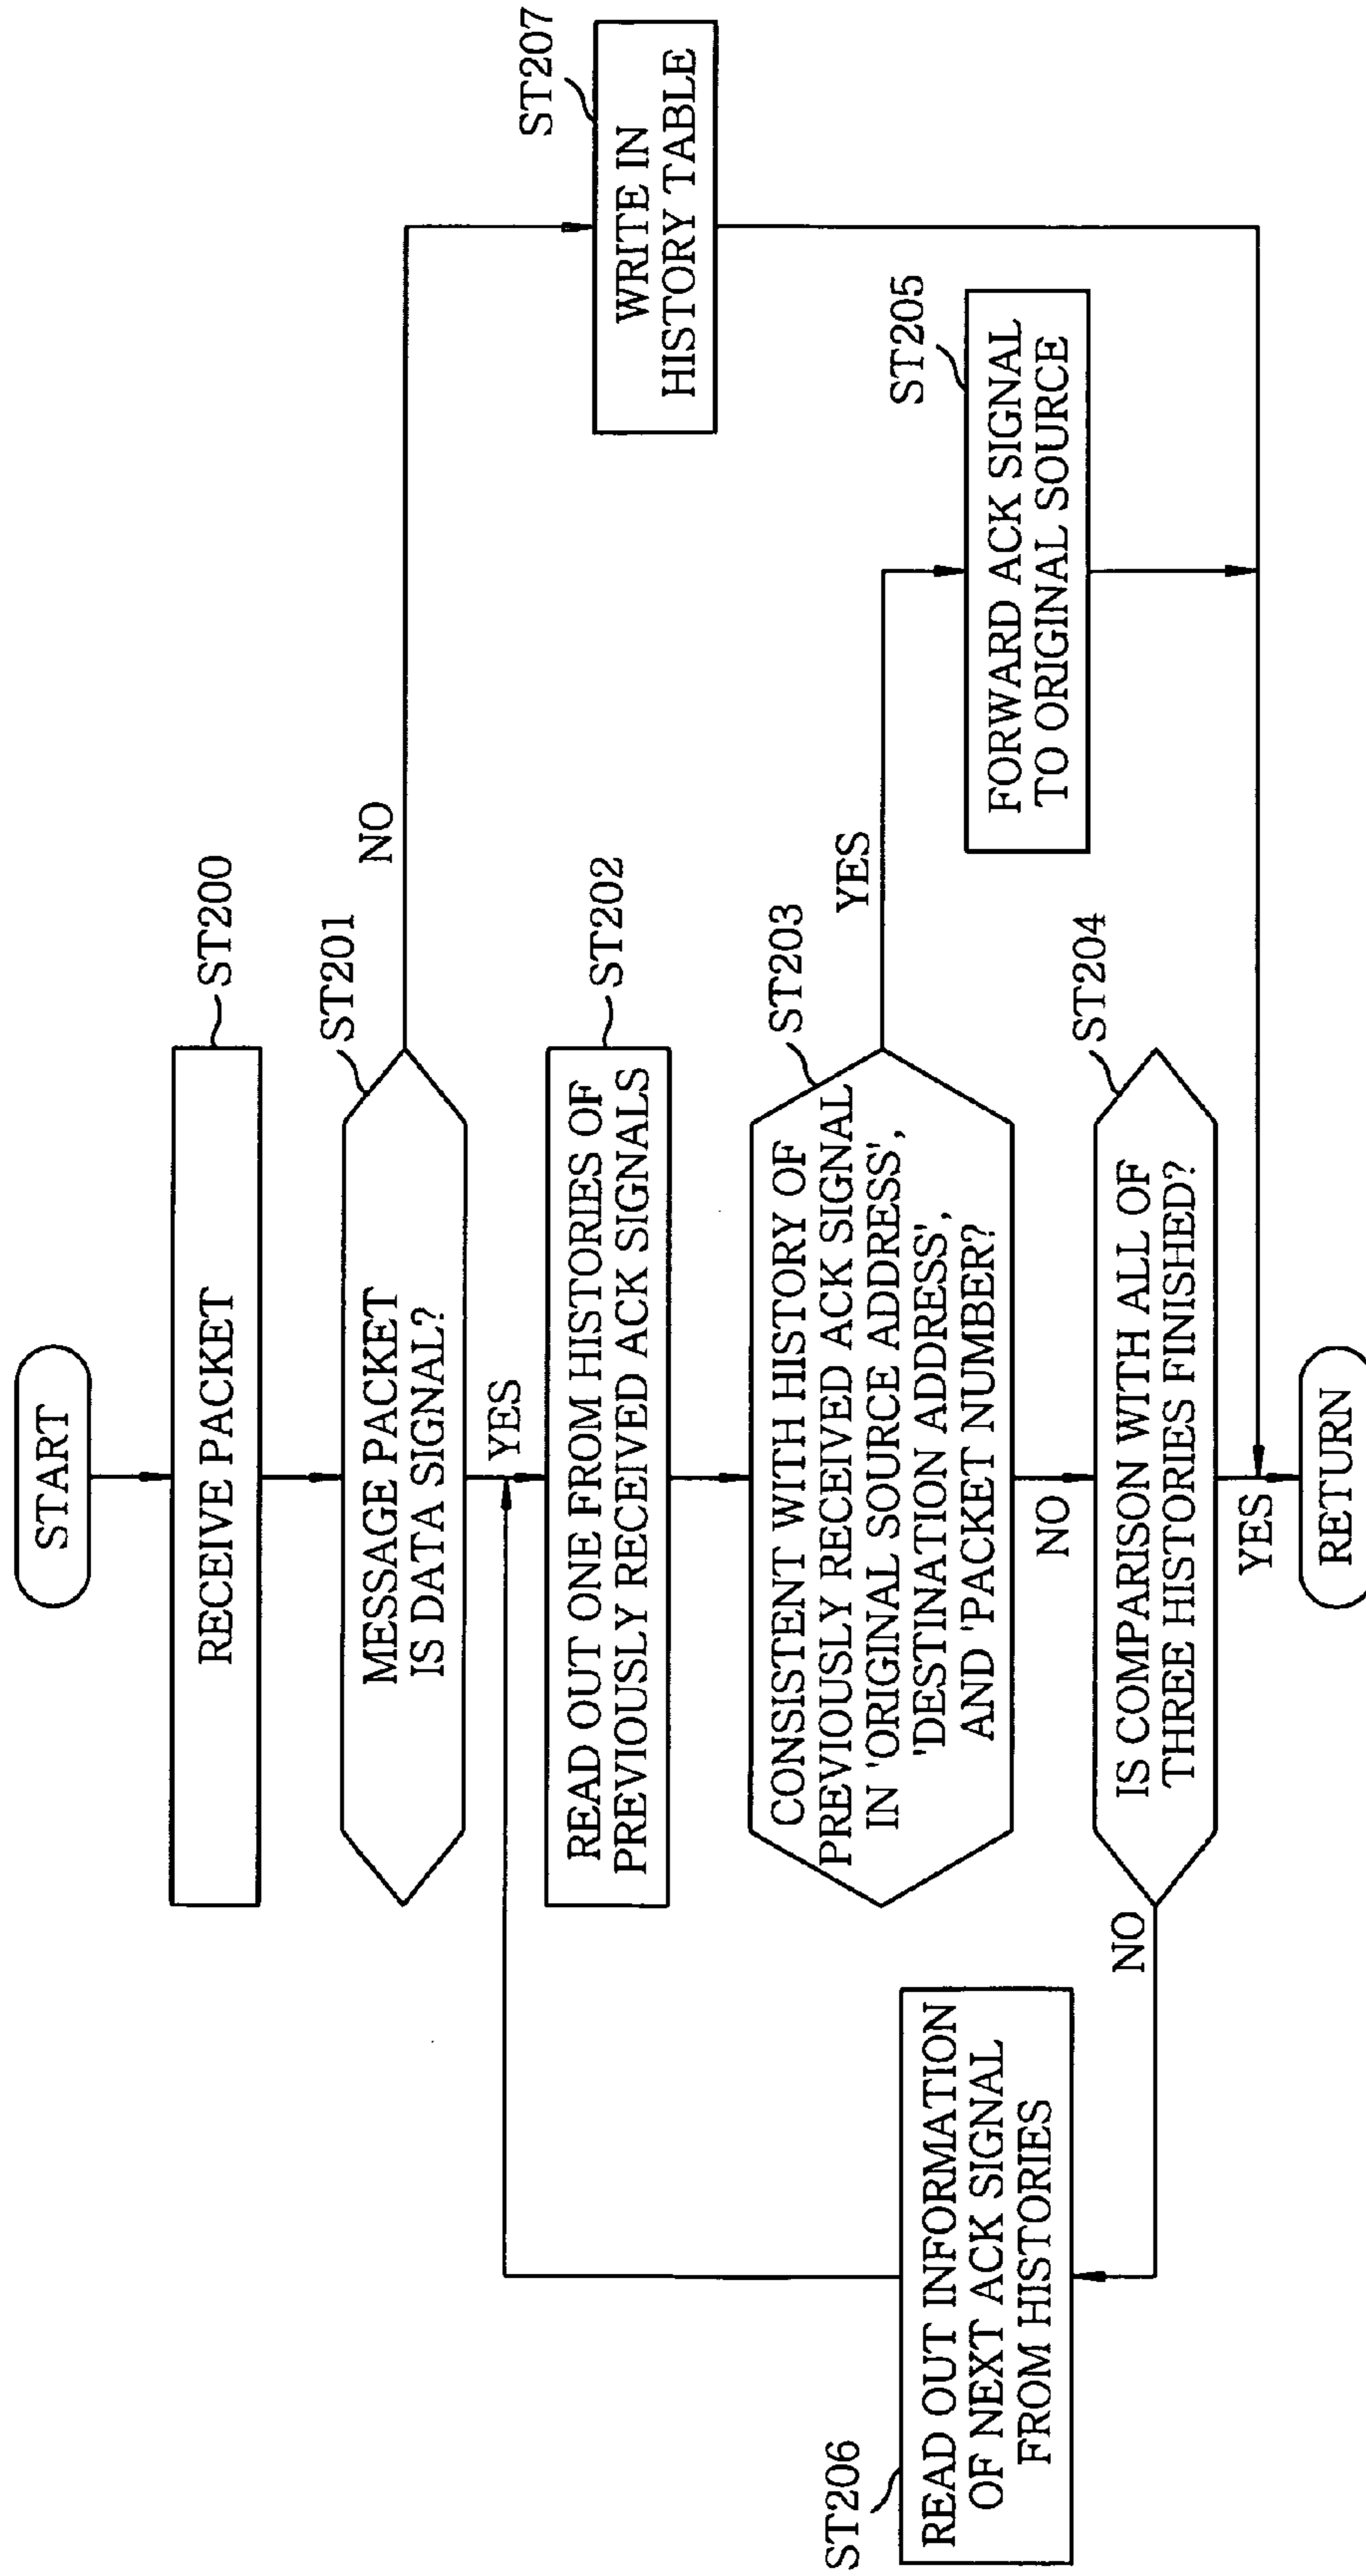 START
RECEIVE PACKET
ST200
MESSAGE PACKET
IS DATA SIGNAL?
ST201
NO
YES
READ OUT ONE FROM HISTORIES OF
PREVIOUSLY RECEIVED ACK SIGNALS
ST202
WRITE IN
HISTORY TABLE
ST207
CONSISTENT WITH HISTORY OF
PREVIOUSLY RECEIVED ACK SIGNAL
IN 'ORIGINAL SOURCE ADDRESS',
'DESTINATION ADDRESS',
AND 'PACKET NUMBER?
ST203
YES
NO
FORWARD ACK SIGNAL
TO ORIGINAL SOURCE
ST205
ST206
READ OUT INFORMATION
OF NEXT ACK SIGNAL
FROM HISTORIES
IS COMPARISON WITH ALL OF
THREE HISTORIES FINISHED?
ST204
NO
YES
RETURN